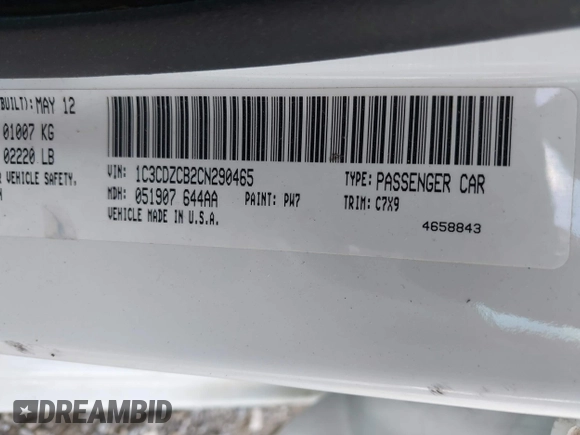 BUILT): MAY 12
01007 KG
02220 LB
VEHICLE SAFETY,
VIN: 1C3CDZCB2CN290465
TYPE: PASSENGER CAR
MDH: 051907 644AA
PAINT: PW7
TRIM: C7X9
VEHICLE MADE IN U.S.A.
4658843
DREAMBID